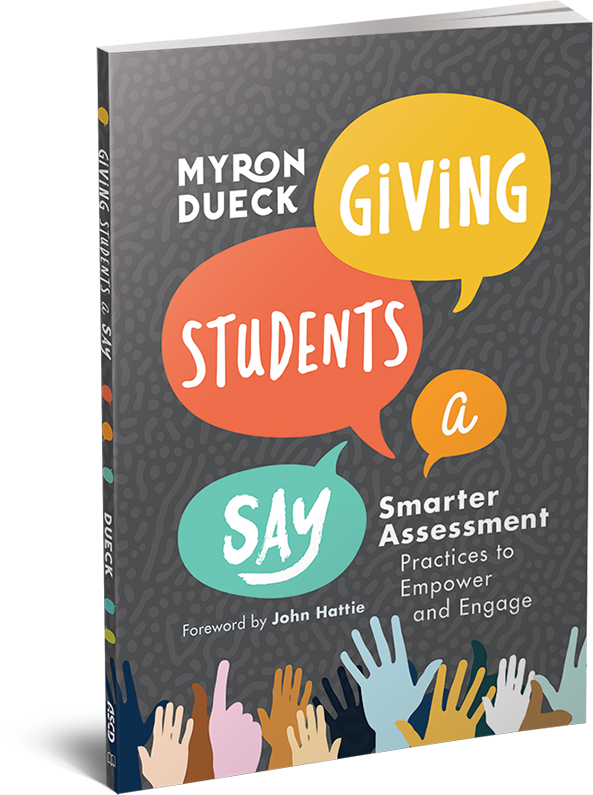 MYRON
DUECK
GiViNG
STUDENTS
a
SAY
Smarter
Assessment
Practices to
Empower
and Engage
Foreword by John Hattie
GiViNG STUDENTS a SAY
DUECK
ASCD